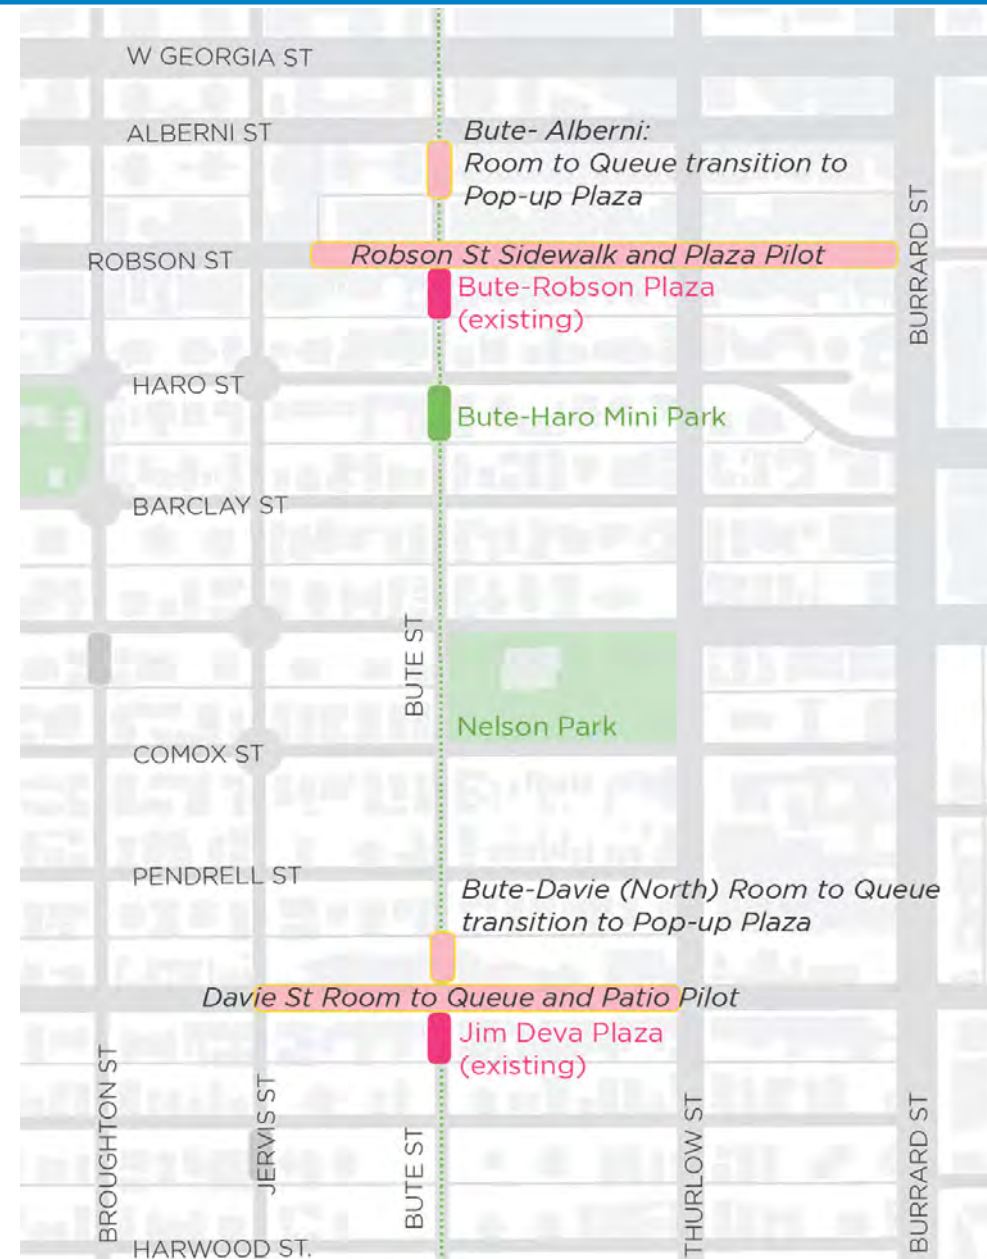 W GEORGIA ST
ALBERNI ST
Bute- Alberni:
Room to Queue transition to
Pop-up Plaza
BURRARD ST
ROBSON ST
Robson St Sidewalk and Plaza Pilot
Bute-Robson Plaza
(existing)
HARO ST
Bute-Haro Mini Park
BARCLAY ST
BUTE ST
Nelson Park
COMOX ST
PENDRELL ST
Bute-Davie (North) Room to Queue
transition to Pop-up Plaza
Davie St Room to Queue and Patio Pilot
Jim Deva Plaza
(existing)
BROUGHTON ST
JERVIS ST
BUTE ST
THURLOW ST
BURRARD ST
HARWOOD ST.